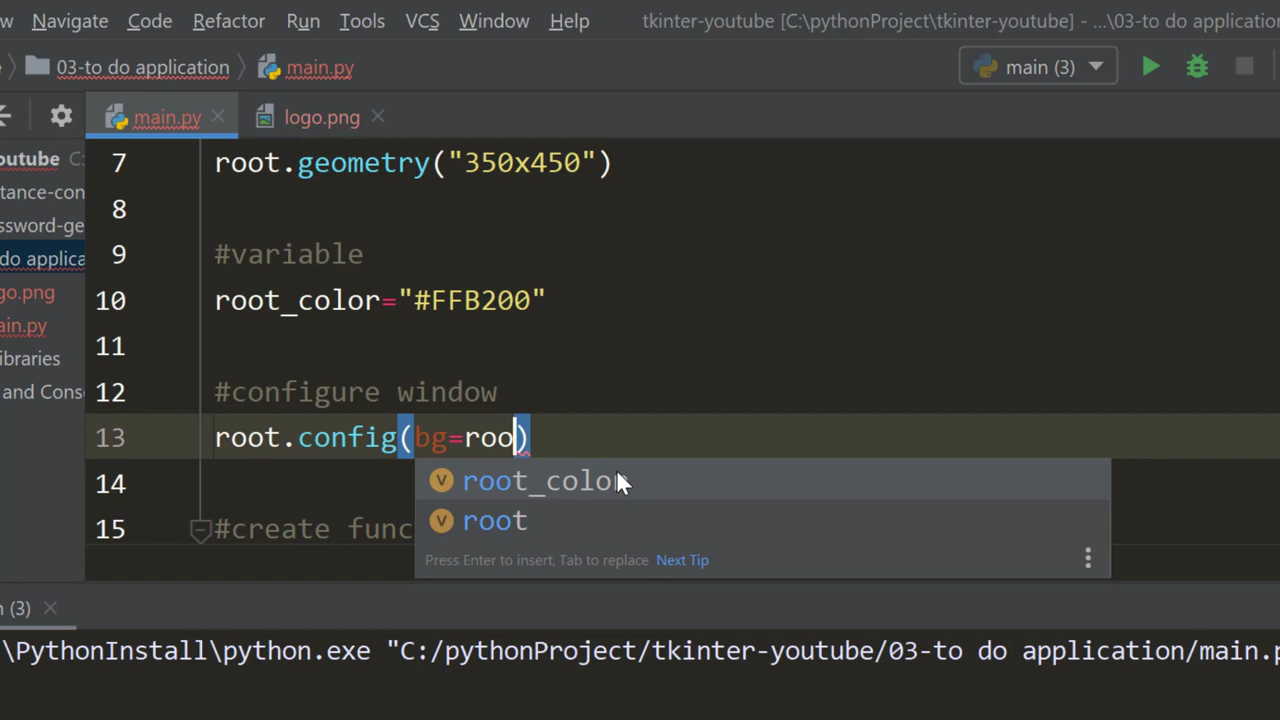 w Navigate Code Refactor Run Tools VCS Window Help tkinter-youtube [C:\pythonProject\tkinter-youtube] - ...\03-to do application
03-to do application main.py main (3)
main.py logo.png
outube C:
tance-con
ssword-ge
do applica
go.png
ain.py
ibraries
and Conso
7 root.geometry("350x450")
8
9 #variable
10 root_color="#FFB200"
11
12 #configure window
13 root.config(bg=roo)
V root_color
V root
Press Enter to insert, Tab to replace Next Tip
14
15 #create func
n (3)
\PythonInstall\python.exe "C:/pythonProject/tkinter-youtube/03-to do application/main.p